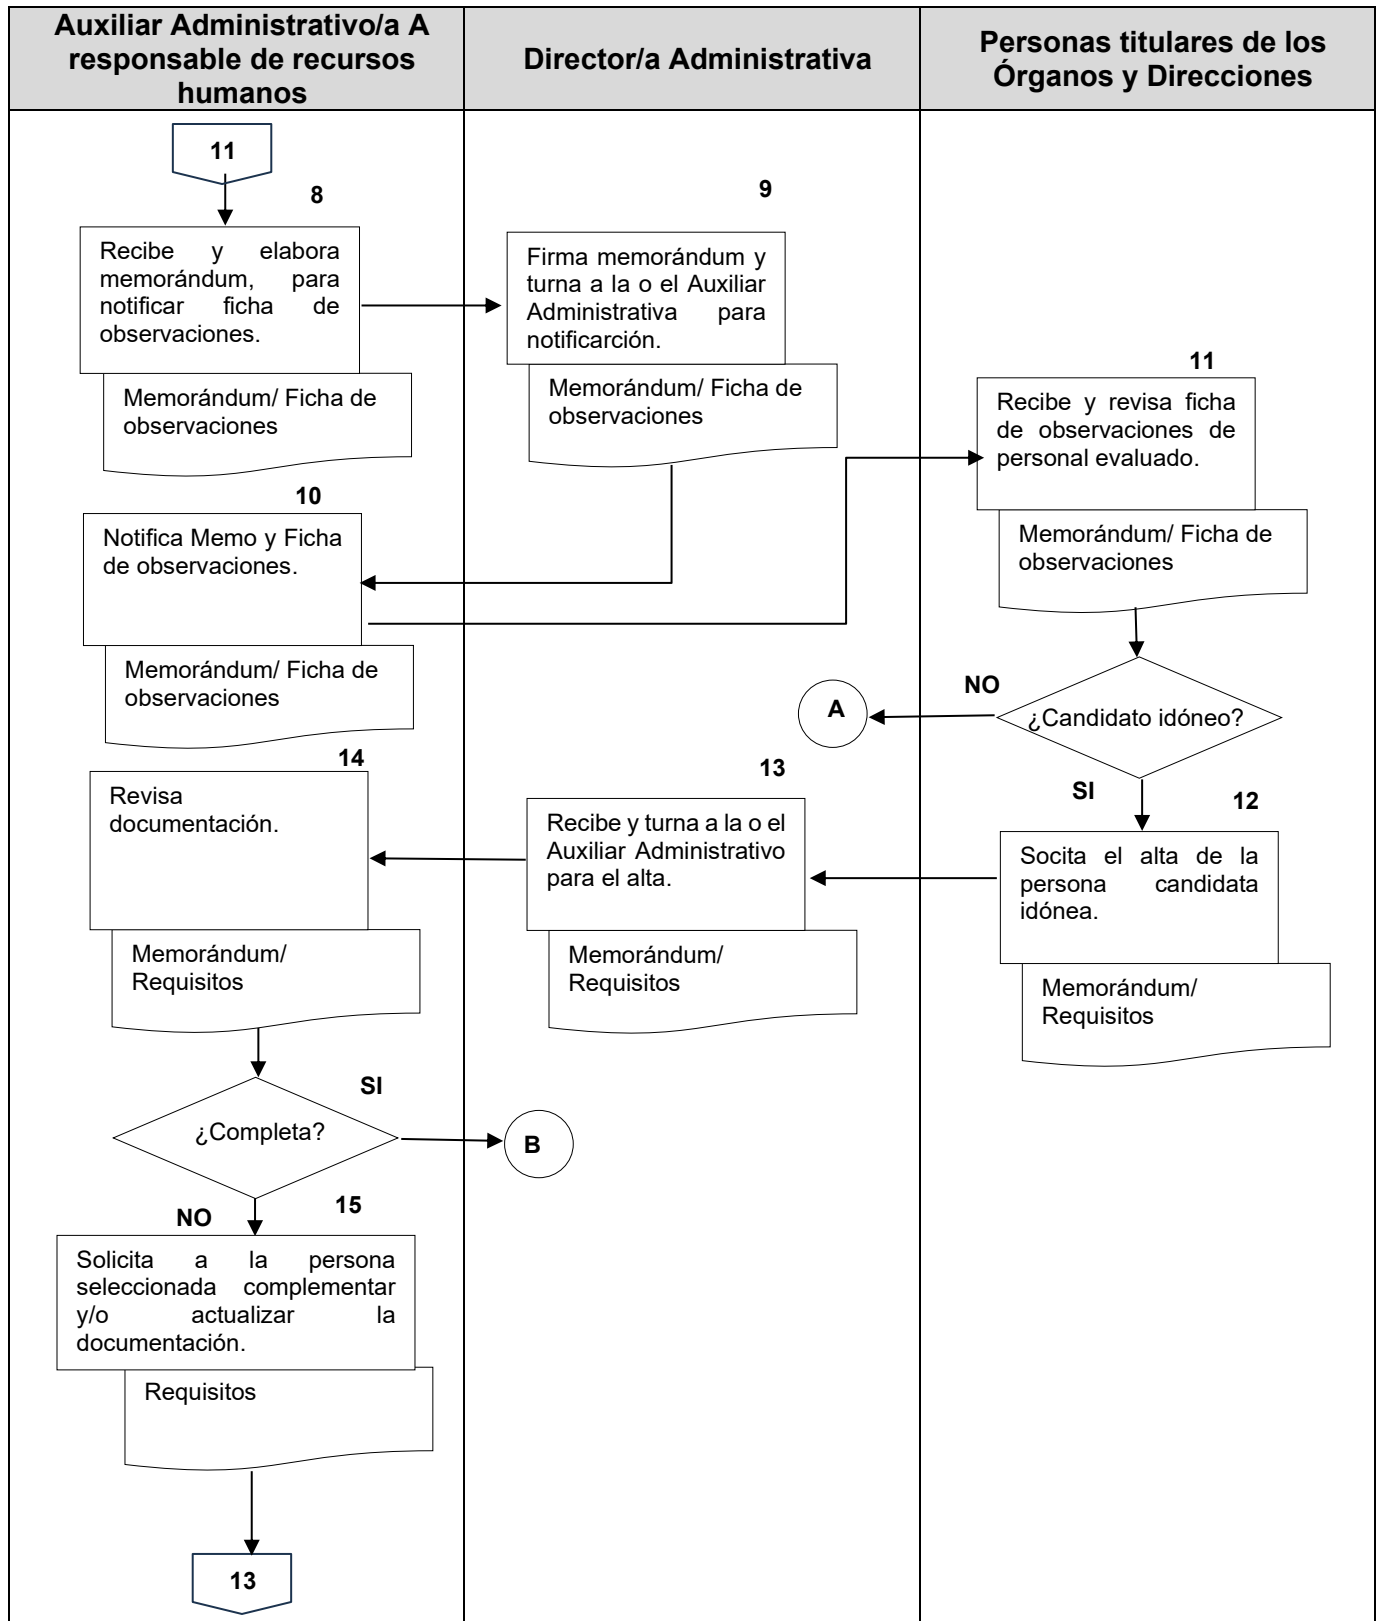 Auxiliar Administrativo/a A
responsable de recursos
humanos
Director/a Administrativa
Personas titulares de los
Órganos y Direcciones
11
8
Recibe y elabora
memorándum, para
notificar ficha de
observaciones.
Memorándum/ Ficha de
observaciones
9
Firma memorándum y
turna a la o el Auxiliar
Administrativa para
notificarción.
Memorándum/ Ficha de
observaciones
10
Notifica Memo y Ficha
de observaciones.
Memorándum/ Ficha de
observaciones
11
Recibe y revisa ficha
de observaciones de
personal evaluado.
Memorándum/ Ficha de
observaciones
¿Candidato idóneo?
NO
A
SI
12
Socita el alta de la
persona candidata
idónea.
Memorándum/
Requisitos
13
Recibe y turna a la o el
Auxiliar Administrativo
para el alta.
Memorándum/
Requisitos
14
Revisa
documentación.
Memorándum/
Requisitos
¿Completa?
SI
B
NO
15
Solicita a la persona
seleccionada complementar
y/o actualizar la
documentación.
Requisitos
13